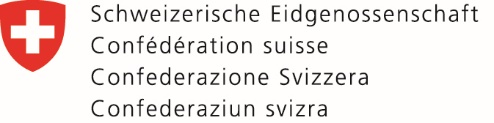 Schweizerische Eidgenossenschaft
Confédération suisse
Confederazione Svizzera
Confederaziun svizra